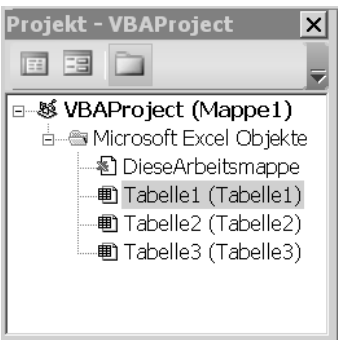 Projekt - VBAProject
VBAProject (Mappe1)
Microsoft Excel Objekte
DieseArbeitsmappe
Tabelle1 (Tabelle1)
Tabelle2 (Tabelle2)
Tabelle3 (Tabelle3)